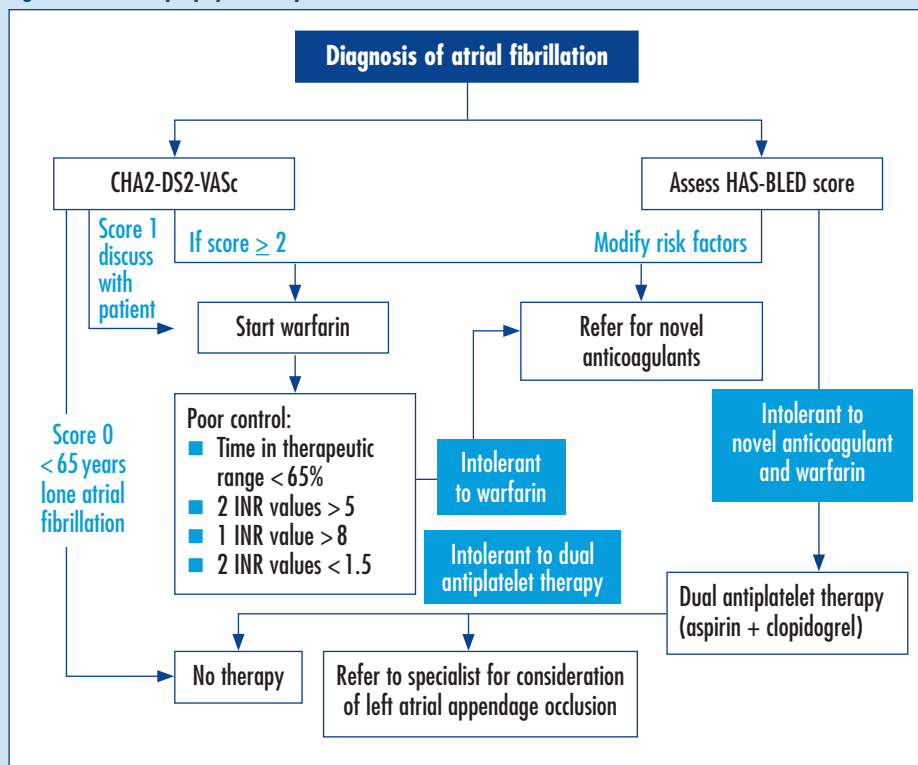 Diagnosis of atrial fibrillation
CHA2-DS2-VASc
Assess HAS-BLED score
Score 1
discuss
with
patient
If score ≥ 2
Modify risk factors
Start warfarin
Refer for novel
anticoagulants
Score 0
<65 years
lone atrial
fibrillation
Poor control:
■ Time in therapeutic
range <65%
■ 2 INR values >5
■ 1 INR value >8
■ 2 INR values <1.5
Intolerant
to warfarin
Intolerant to
novel anticoagulant
and warfarin
Intolerant to dual
antiplatelet therapy
Dual antiplatelet therapy
(aspirin + clopidogrel)
No therapy
Refer to specialist for consideration
of left atrial appendage occlusion